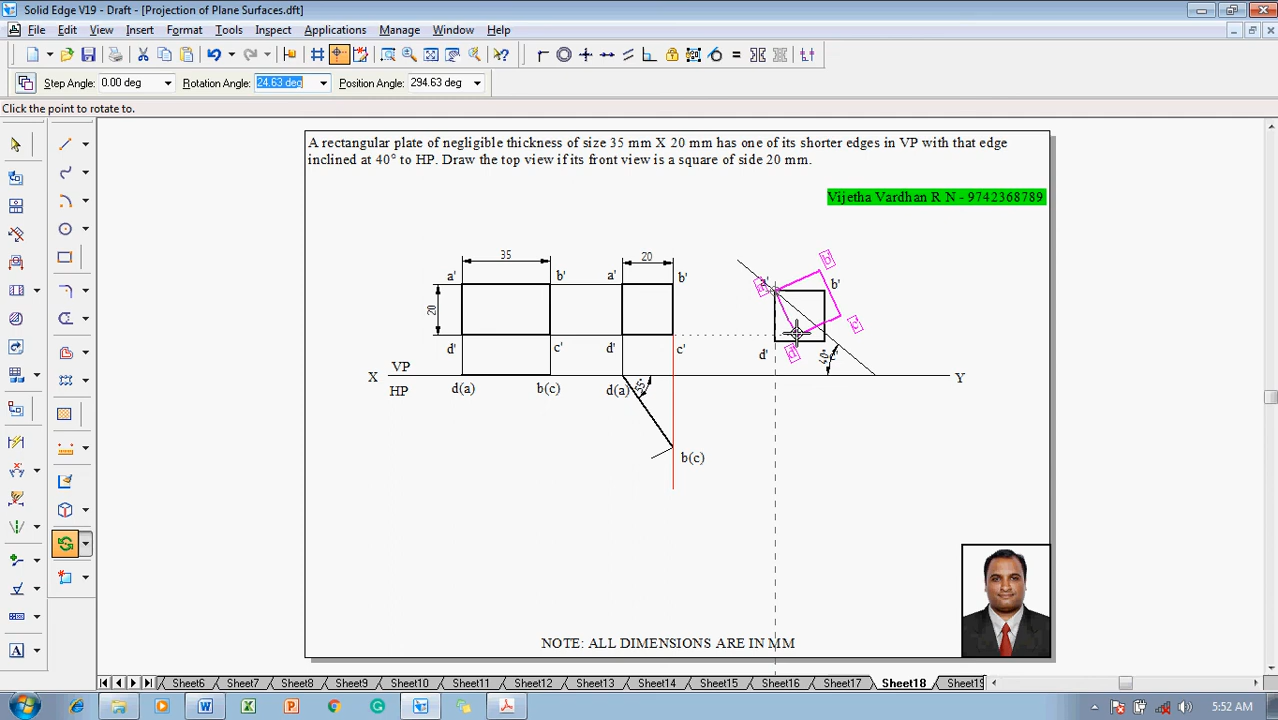 Solid Edge V19 - Draft - [Projection of Plane Surfaces.dft]
File Edit View Insert Format Tools Inspect Applications Manage Window Help
Step Angle: 0.00 deg Rotation Angle: 24.63 deg Position Angle: 294.63 deg
Click the point to rotate to.
A rectangular plate of negligible thickness of size 35 mm X 20 mm has one of its shorter edges in VP with that edge
inclined at 40° to HP. Draw the top view if its front view is a square of side 20 mm.
Vijetha Vardhan R N - 9742368789
35 20
a' b' a' b' a' b'
20
d' c' d' c' d' c'
40°
VP
X Y
HP
d(a) b(c) d(a) 55°
b(c)
NOTE: ALL DIMENSIONS ARE IN MM
Sheet6 Sheet7 Sheet8 Sheet9 Sheet10 Sheet11 Sheet12 Sheet13 Sheet14 Sheet15 Sheet16 Sheet17 Sheet18 Sheet19
5:52 AM